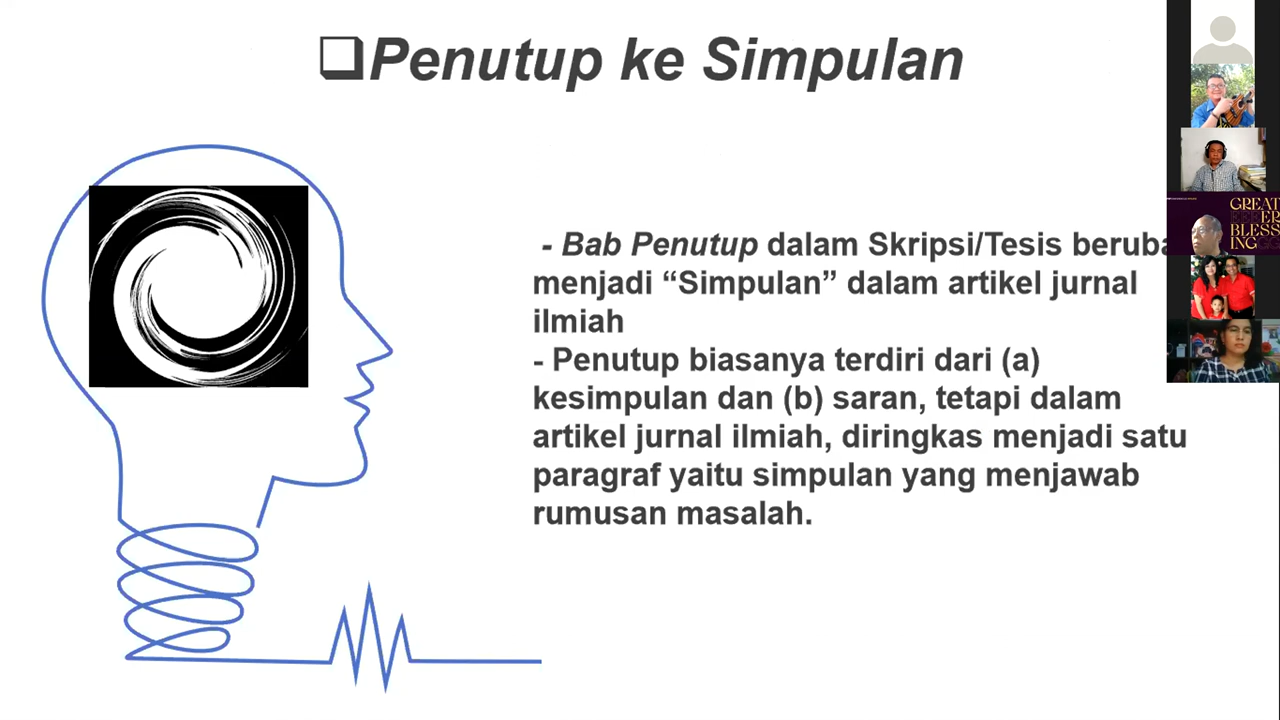 ❑Penutup ke Simpulan
- Bab Penutup dalam Skripsi/Tesis
menjadi “Simpulan” dalam artikel jurnal
ilmiah
- Penutup biasanya terdiri dari (a)
kesimpulan dan (b) saran, tetapi dalam
artikel jurnal ilmiah, diringkas menjadi satu
paragraf yaitu simpulan yang menjawab
rumusan masalah.
GREAT
ER
BLESS
ING